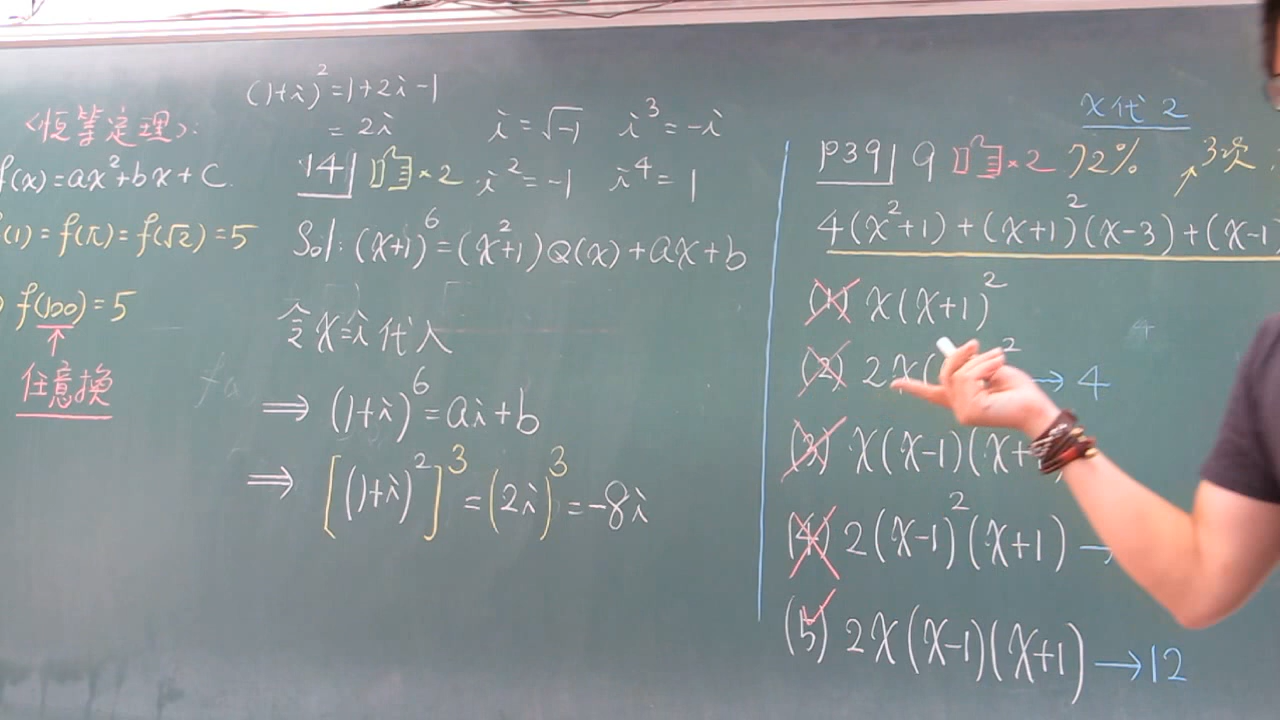 <恆等定理>:
f(x)=ax²+bx+c.
f(1)=f(π)=f(√2)=5
f(100)=5
↑
任意換
(1+i)²=1+2i-1
=2i
i=√-1 i³=-i
14 ×2 i²=-1 i⁴=1
Sol:(x+1)⁶=(x²+1)Q(x)+ax+b
令x=i代入
⇒ (1+i)⁶=ai+b
⇒ [(1+i)²]³=(2i)³=-8i
x代2
P39 9 ×2 72% ↗3次
4(x²+1)+(x+1)²(x-3)+(x-1
(1) x(x+1)²
(2) 2x( ² → 4
(3) x(x-1)(x+
(4) 2(x-1)²(x+1) →
(5) 2x(x-1)(x+1) → 12